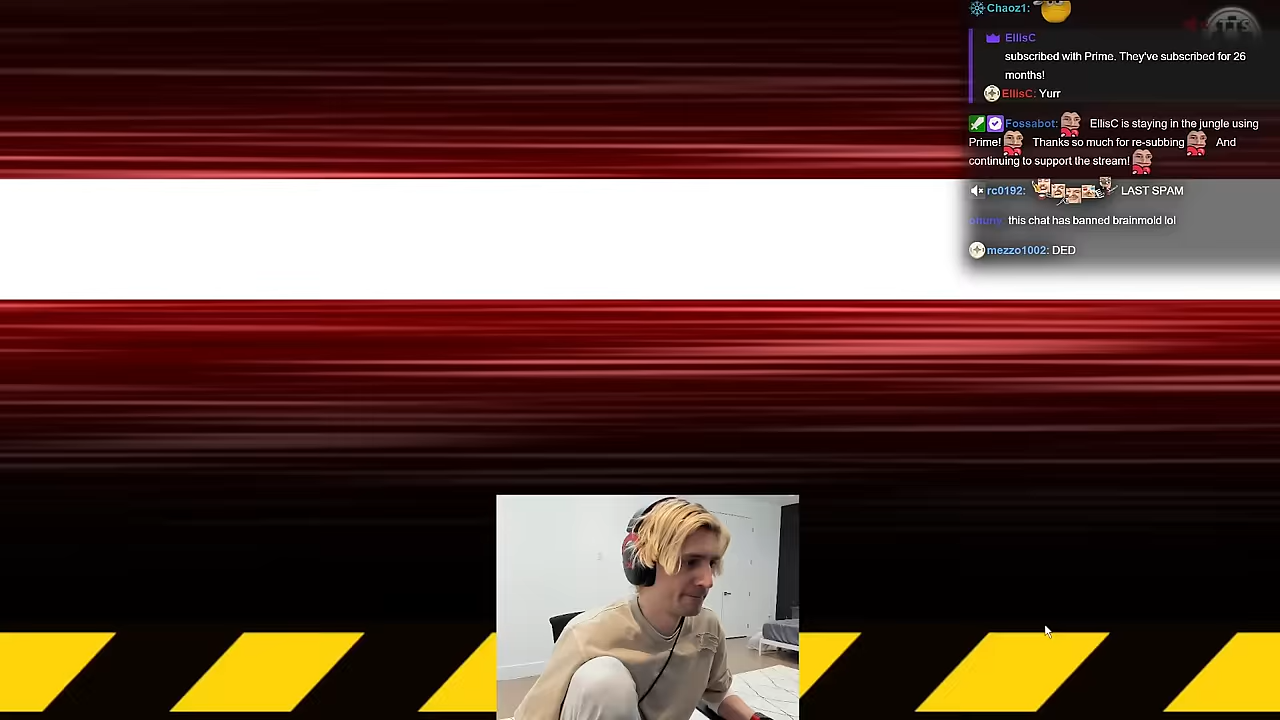 Chaoz1:
TTS
EllisC
subscribed with Prime. They've subscribed for 26
months!
EllisC: Yurr
Fossabot: EllisC is staying in the jungle using
Prime! Thanks so much for re-subbing And
continuing to support the stream!
rc0192: LAST SPAM
this chat has banned brainmold lol
mezzo1002: DED